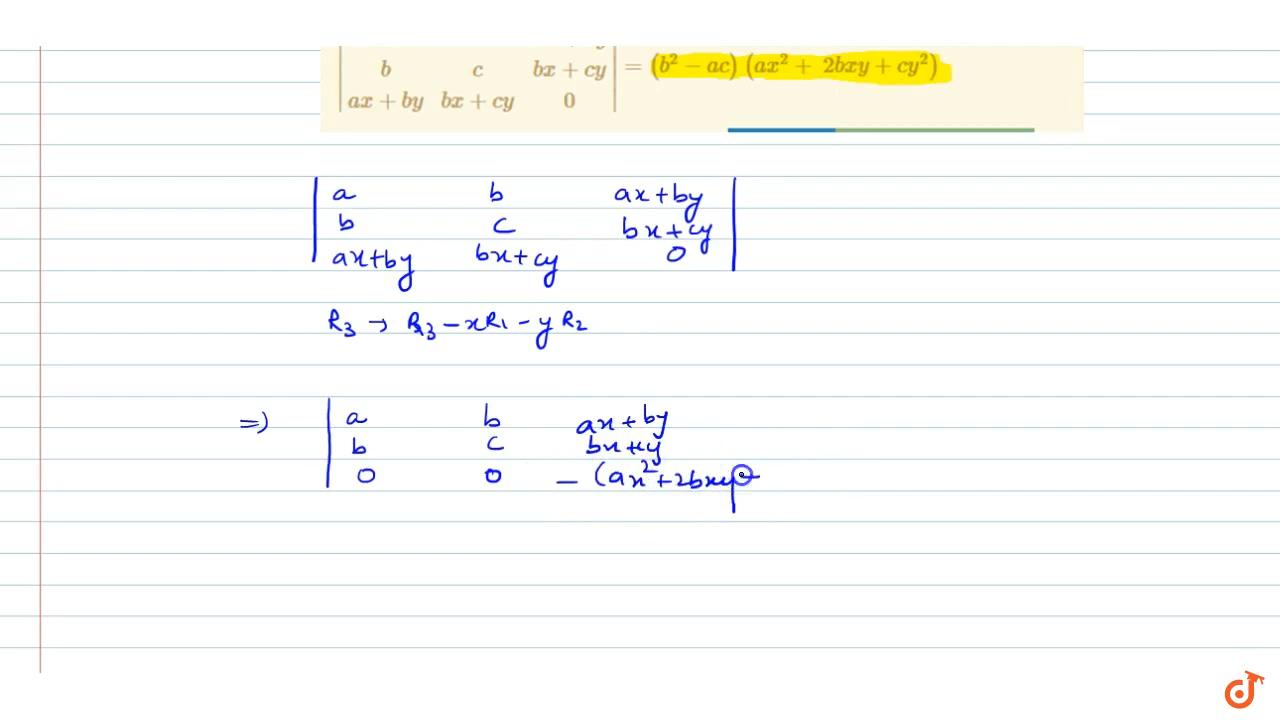 b c bx + cy = (b² − ac) (ax² + 2bxy + cy²)
ax + by bx + cy 0
a b ax+by
b c bx+cy
ax+by bx+cy 0
R3 → R3 - xR1 - yR2
=) a b ax+by
b c bx+cy
0 0 - (ax²+2bxy